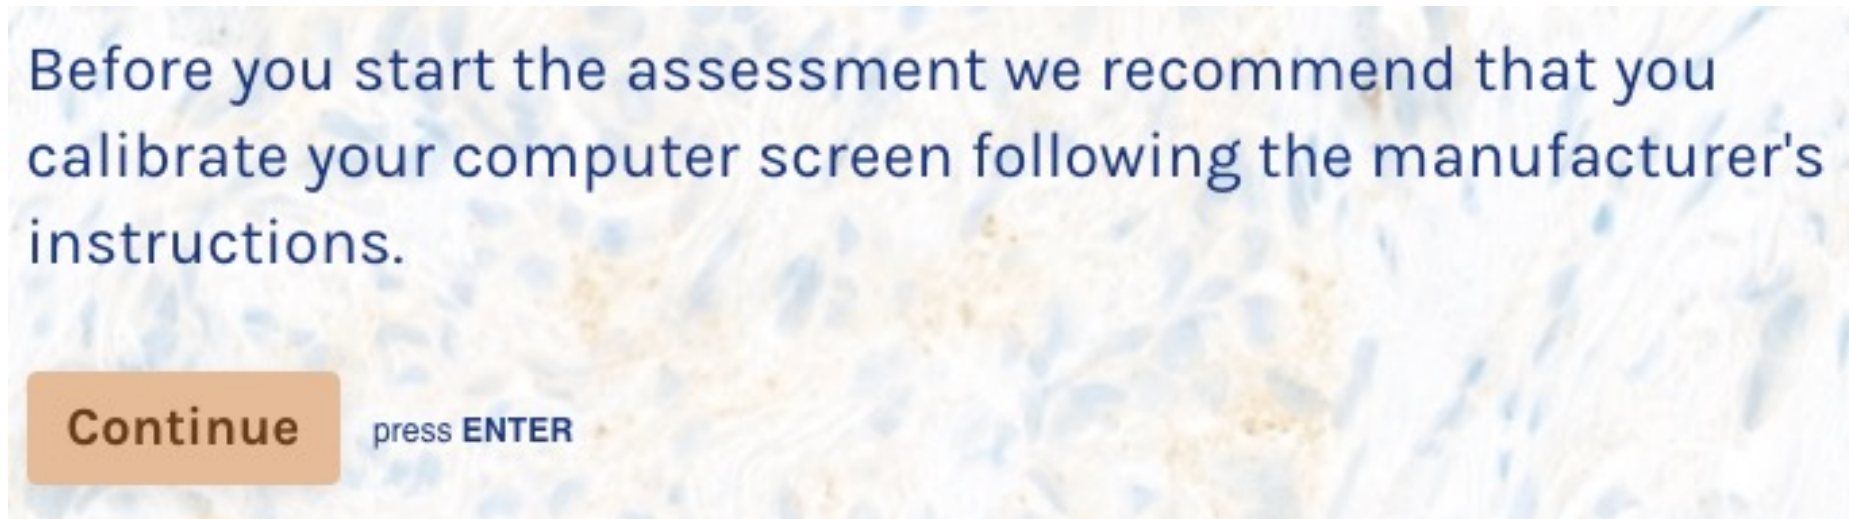 Before you start the assessment we recommend that you
calibrate your computer screen following the manufacturer's
instructions.
Continue press ENTER